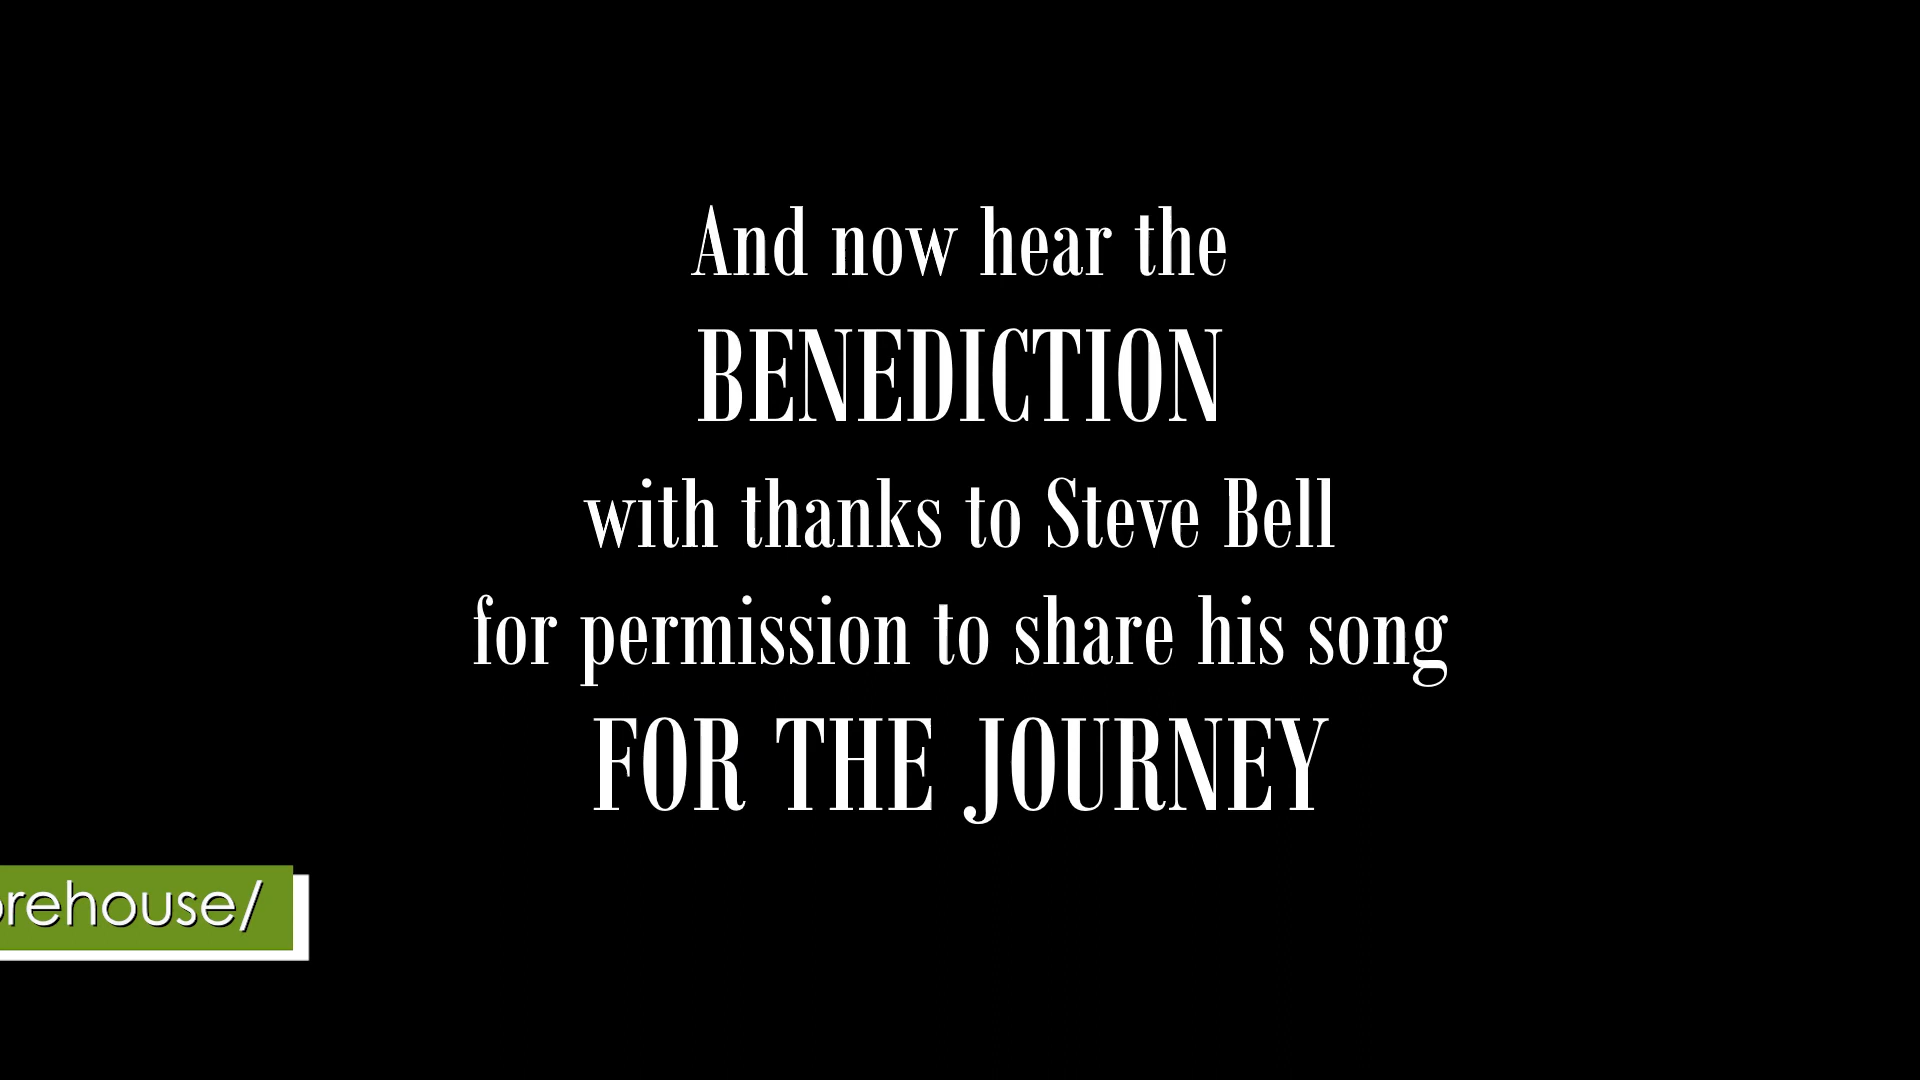 And now hear the
BENEDICTION
with thanks to Steve Bell
for permission to share his song
FOR THE JOURNEY
orehouse/